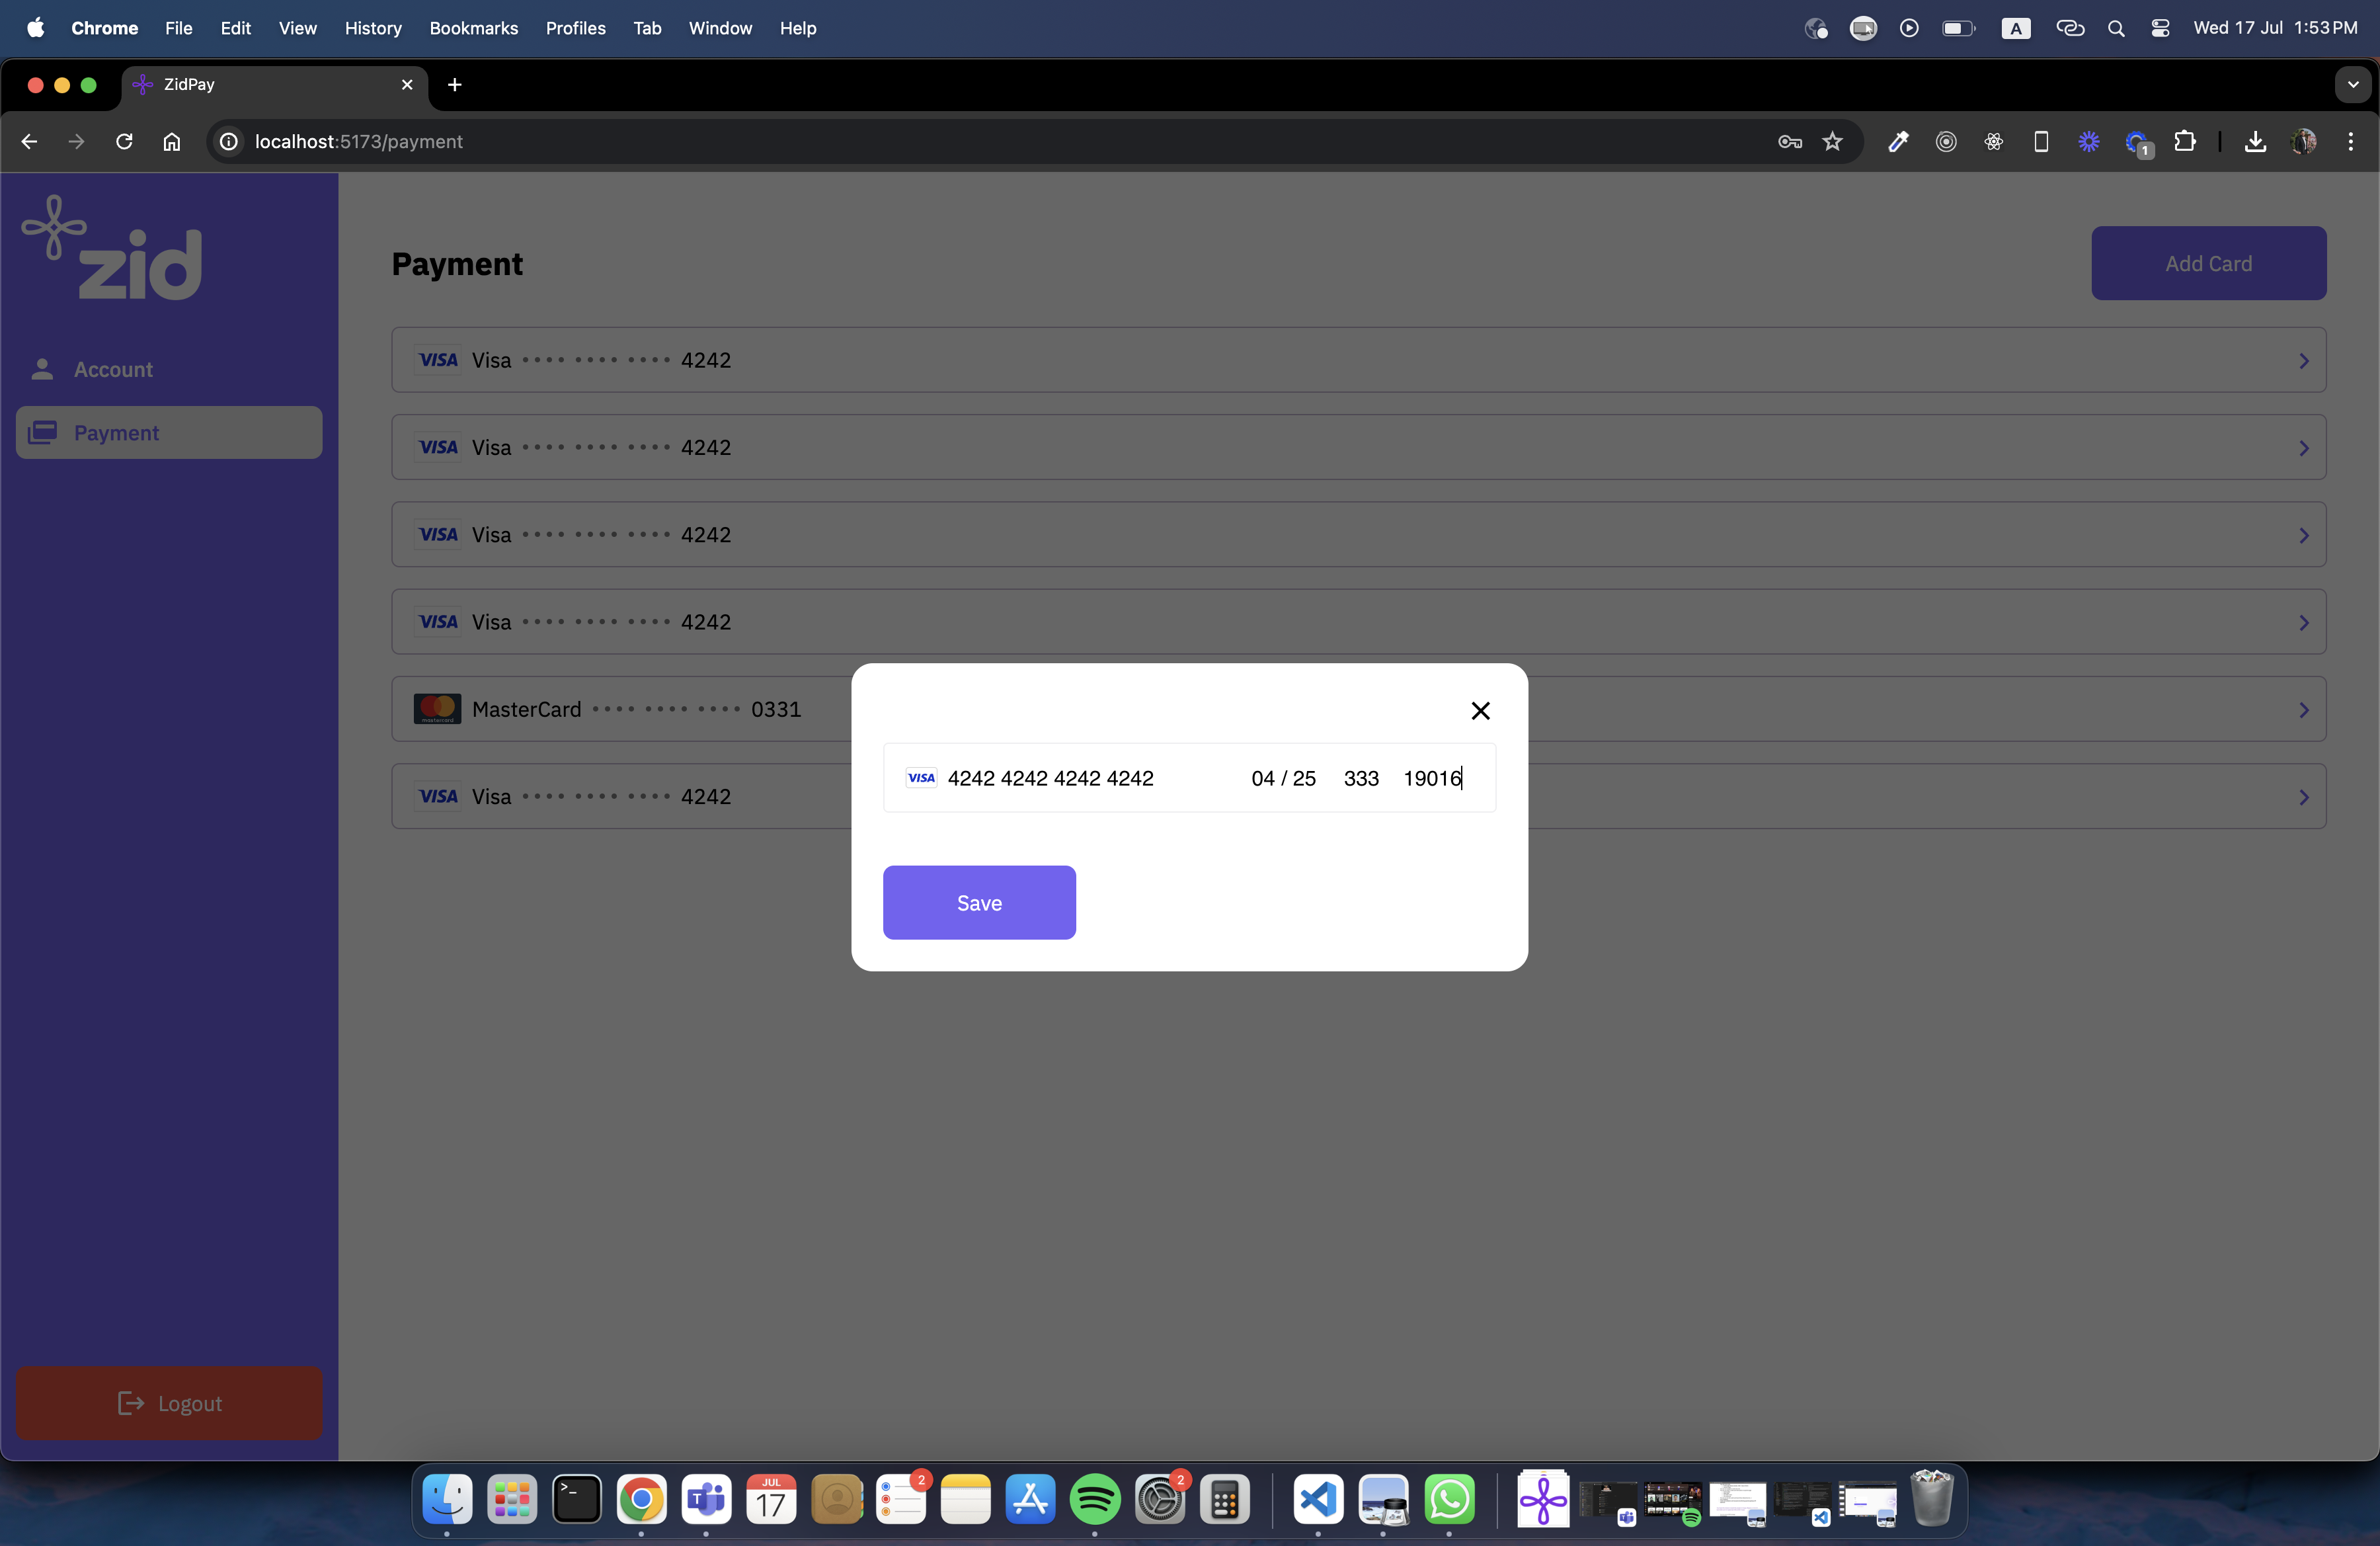 Chrome File Edit View History Bookmarks Profiles Tab Window Help
A
Wed 17 Jul 1:53 PM
ZidPay
localhost:5173/payment
1
zid
Account
Payment
Logout
Payment
Add Card
VISA Visa •••• •••• •••• 4242
VISA Visa •••• •••• •••• 4242
VISA Visa •••• •••• •••• 4242
VISA Visa •••• •••• •••• 4242
mastercard MasterCard •••• •••• •••• 0331
VISA Visa •••• •••• •••• 4242
VISA 4242 4242 4242 4242 04 / 25 333 19016
Save
JUL
17
2
2